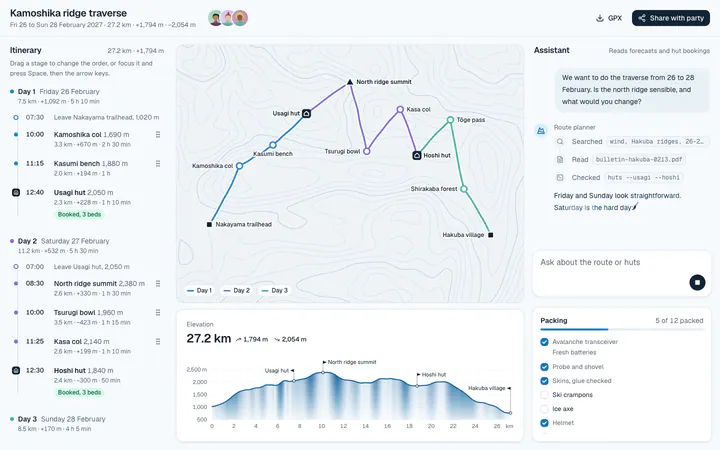 Kamoshika ridge traverse
Fri 26 to Sun 28 February 2027 · 27.2 km · +1,794 m · −2,054 m
GPX
Share with party
Itinerary
27.2 km · +1,794 m
Drag a stage to change the order, or focus it and
press Space, then the arrow keys.
Day 1 Friday 26 February
7.5 km · +1,092 m · 5 h 10 min
07:30 Leave Nakayama trailhead, 1,020 m
10:00 Kamoshika col 1,690 m
3.3 km · +670 m · 2 h 30 min
11:15 Kasumi bench 1,880 m
2.0 km · +194 m · 1 h
12:40 Usagi hut 2,050 m
2.3 km · +228 m · 1 h 10 min
Booked, 3 beds
Day 2 Saturday 27 February
11.2 km · +532 m · 5 h 30 min
07:00 Leave Usagi hut, 2,050 m
08:30 North ridge summit 2,380 m
2.6 km · +330 m · 1 h 30 min
10:00 Tsurugi bowl 1,960 m
3.5 km · −423 m · 1 h 15 min
11:25 Kasa col 2,140 m
2.6 km · +199 m · 1 h 10 min
12:30 Hoshi hut 1,840 m
2.4 km · −300 m · 50 min
Booked, 3 beds
Day 3 Sunday 28 February
8.5 km · +170 m · 4 h 5 min
North ridge summit
Usagi hut
Kasa col
Tōge pass
Kasumi bench
Tsurugi bowl
Hoshi hut
Kamoshika col
Shirakaba forest
Nakayama trailhead
Hakuba village
Day 1
Day 2
Day 3
Elevation
27.2 km 1,794 m 2,054 m
North ridge summit
Usagi hut
Hoshi hut
Hakuba village
2,500 m
2,000
1,500
1,000
500
0 2 4 6 8 10 12 14 16 18 20 22 24 26 km
Assistant
Reads forecasts and hut bookings
We want to do the traverse from 26 to 28
February. Is the north ridge sensible, and
what would you change?
Route planner
Searched wind, Hakuba ridges, 26–2…
Read bulletin-hakuba-0213.pdf
Checked huts --usagi --hoshi
Friday and Sunday look straightforward.
Saturday is the hard day
Ask about the route or huts
Packing
5 of 12 packed
Avalanche transceiver
Fresh batteries
Probe and shovel
Skins, glue checked
Ski crampons
Ice axe
Helmet